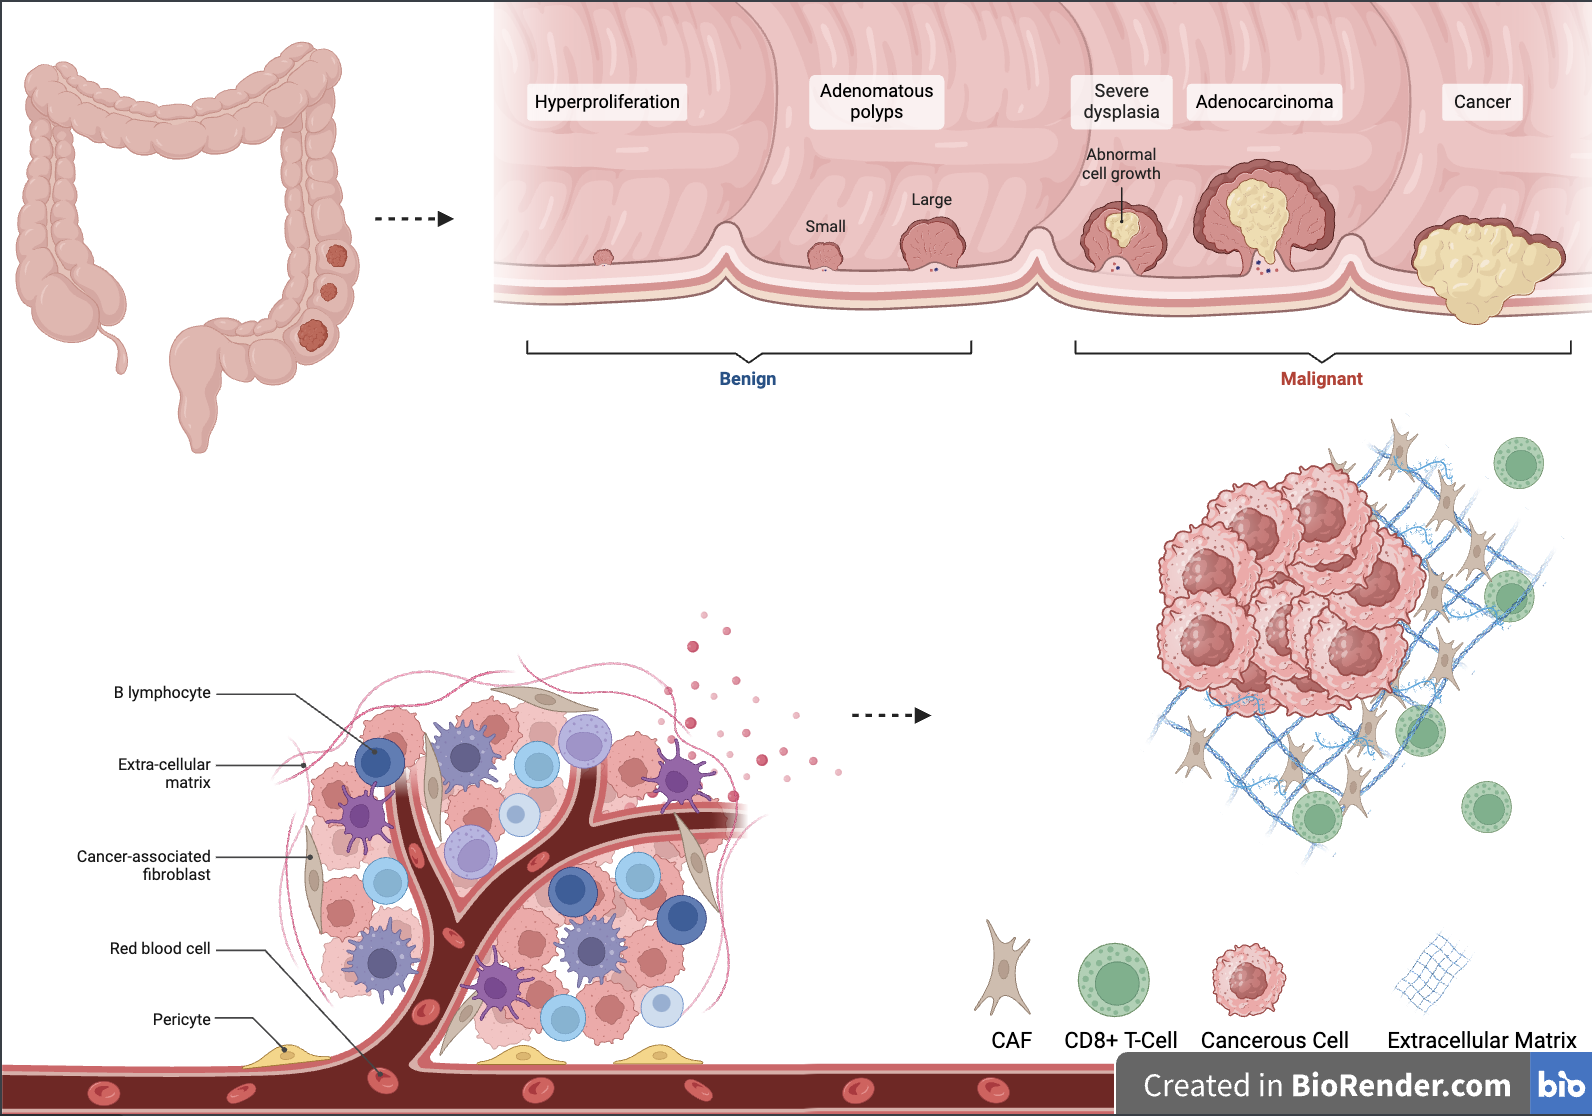 Hyperproliferation
Adenomatous
polyps
Severe
dysplasia
Adenocarcinoma
Cancer
Abnormal
cell growth
Small
Large
Benign
Malignant
B lymphocyte
Extra-cellular
matrix
Cancer-associated
fibroblast
Red blood cell
Pericyte
CAF
CD8+ T-Cell
Cancerous Cell
Extracellular Matrix
Created in BioRender.com
bio